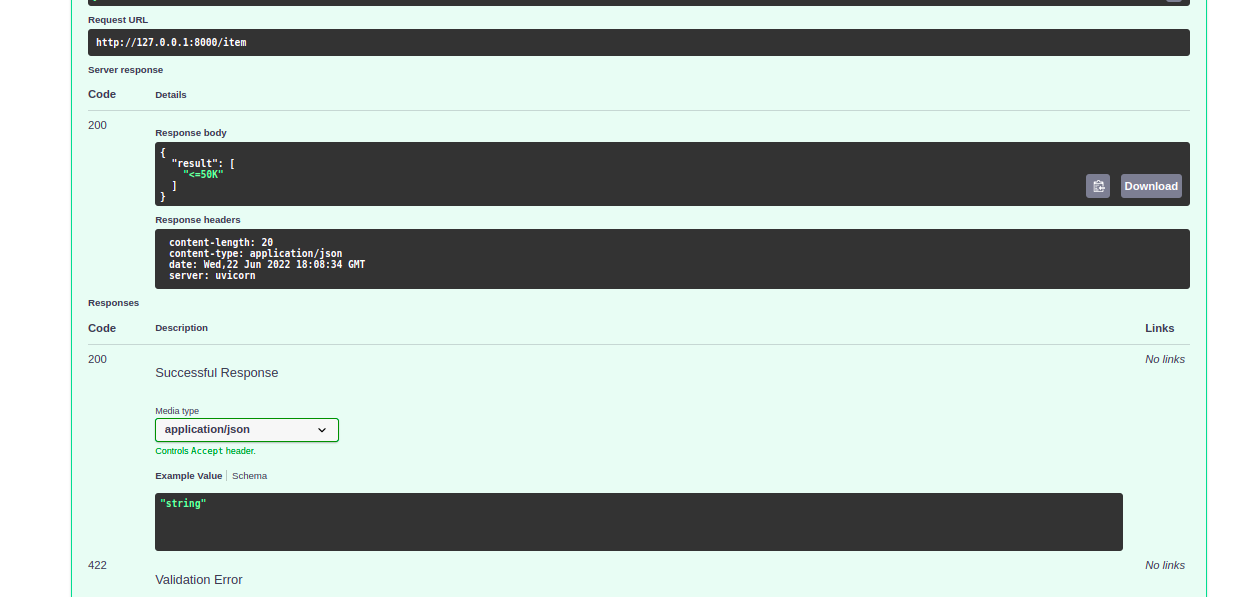 Request URL
http://127.0.0.1:8000/item
Server response
Code Details
200
Response body
{
  "result": [
    "<=50K"
  ]
}
Download
Response headers
content-length: 20
content-type: application/json
date: Wed,22 Jun 2022 18:08:34 GMT
server: uvicorn
Responses
Code Description Links
200 No links
Successful Response
Media type
application/json
Controls Accept header.
Example Value Schema
"string"
422 No links
Validation Error